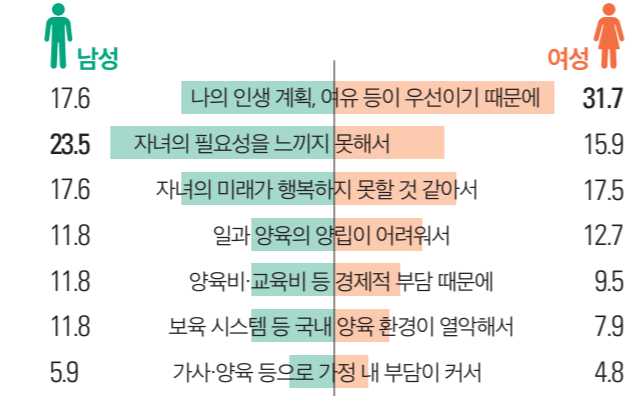 남성 여성
17.6 나의 인생 계획, 여유 등이 우선이기 때문에 31.7
23.5 자녀의 필요성을 느끼지 못해서 15.9
17.6 자녀의 미래가 행복하지 못할 것 같아서 17.5
11.8 일과 양육의 양립이 어려워서 12.7
11.8 양육비·교육비 등 경제적 부담 때문에 9.5
11.8 보육 시스템 등 국내 양육 환경이 열악해서 7.9
5.9 가사·양육 등으로 가정 내 부담이 커서 4.8